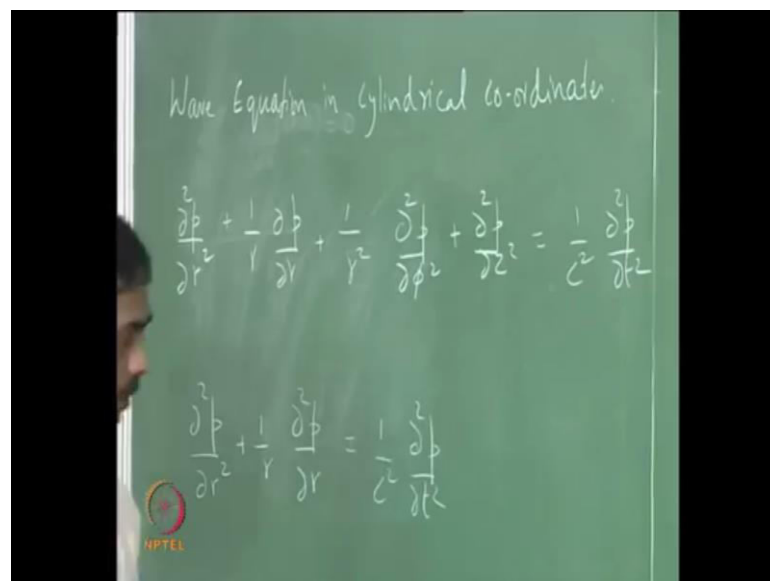 Wave Equation in cylindrical co-ordinates.
∂²p/∂r² + 1/r ∂p/∂r + 1/r² ∂²p/∂φ² + ∂²p/∂z² = 1/c² ∂²p/∂t²
∂²p/∂r² + 1/r ∂²p/∂r = 1/c² ∂²p/∂t²
NPTEL